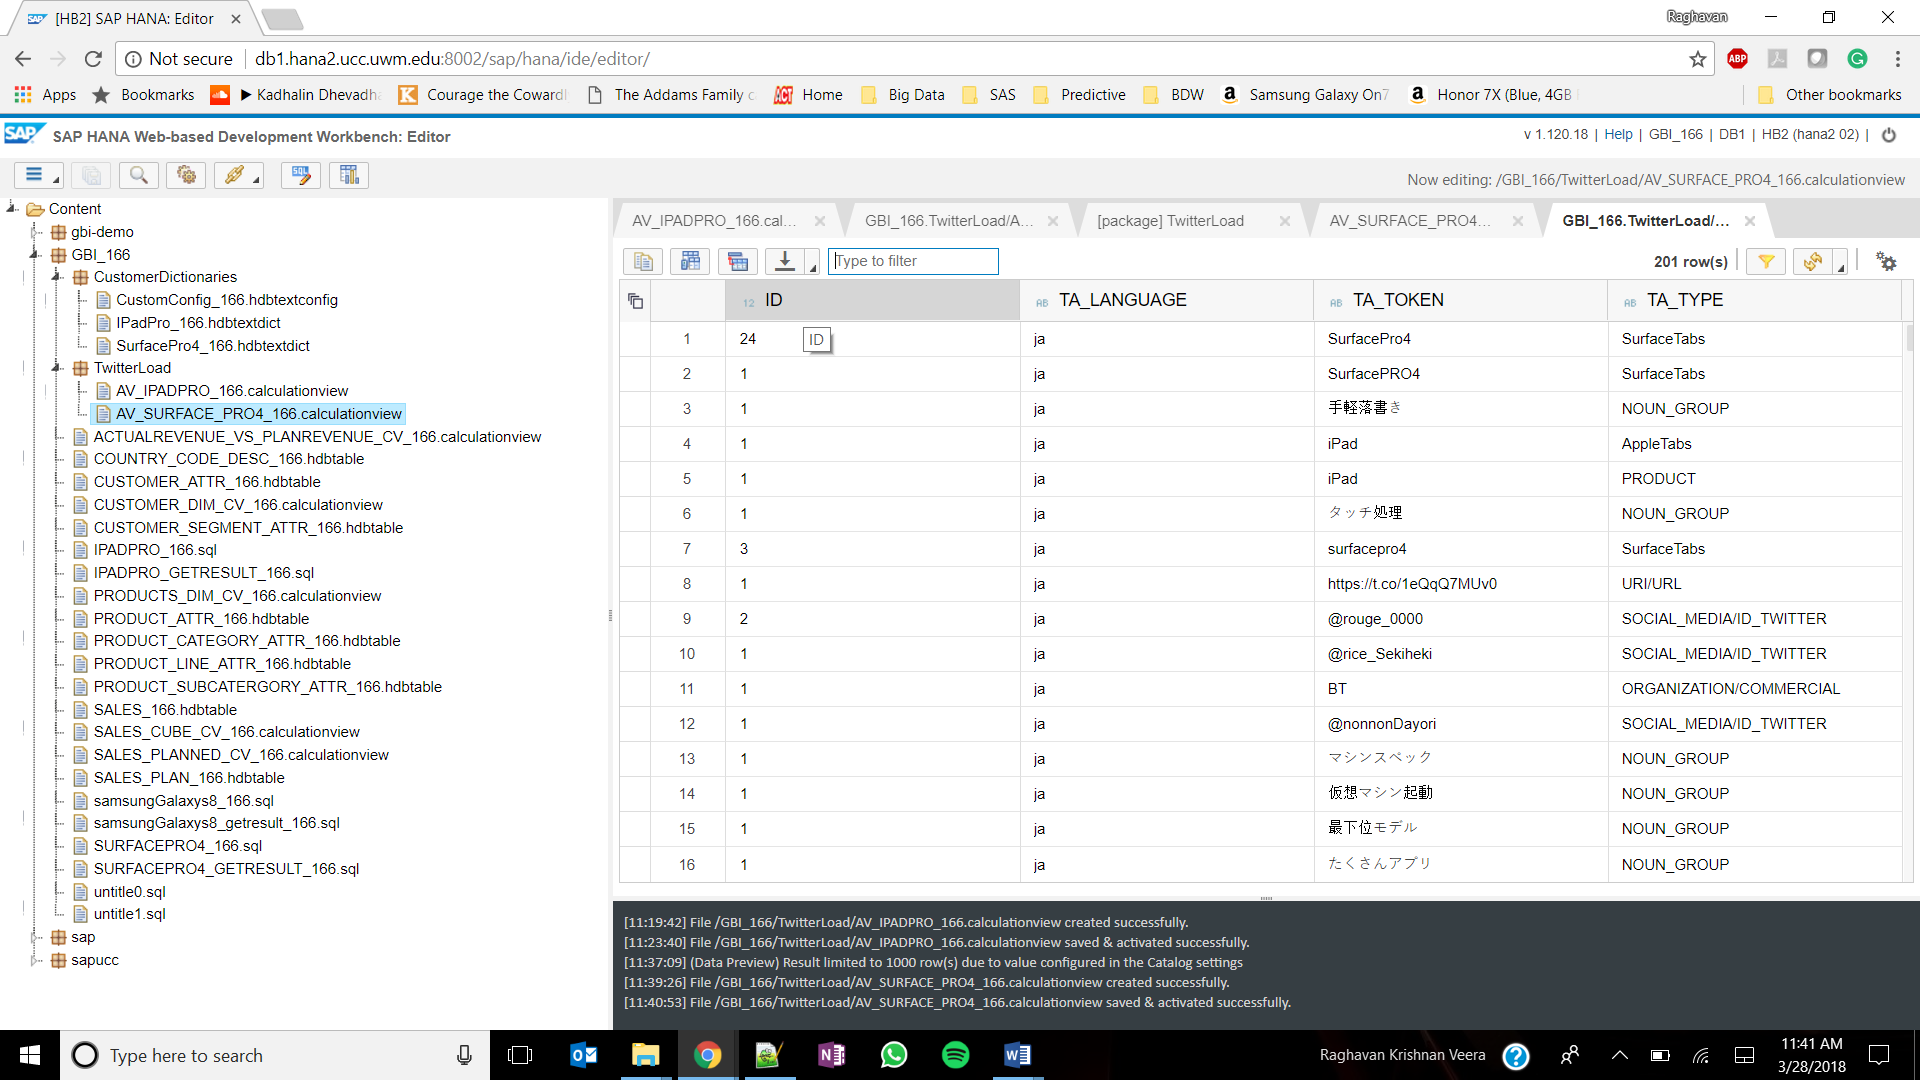 [HB2] SAP HANA: Editor
Raghavan
Not secure | db1.hana2.ucc.uwm.edu:8002/sap/hana/ide/editor/
ABP
Apps Bookmarks Kadhalin Dhevadh Courage the Coward The Addams Family Home Big Data SAS Predictive BDW Samsung Galaxy On7 Honor 7X (Blue, 4GB Other bookmarks
SAP SAP HANA Web-based Development Workbench: Editor
v 1.120.18 | Help | GBI_166 | DB1 | HB2 (hana2 02) |
Now editing: /GBI_166/TwitterLoad/AV_SURFACE_PRO4_166.calculationview
Content
gbi-demo
GBI_166
CustomerDictionaries
CustomConfig_166.hdbtextconfig
IPadPro_166.hdbtextdict
SurfacePro4_166.hdbtextdict
TwitterLoad
AV_IPADPRO_166.calculationview
AV_SURFACE_PRO4_166.calculationview
ACTUALREVENUE_VS_PLANREVENUE_CV_166.calculationview
COUNTRY_CODE_DESC_166.hdbtable
CUSTOMER_ATTR_166.hdbtable
CUSTOMER_DIM_CV_166.calculationview
CUSTOMER_SEGMENT_ATTR_166.hdbtable
IPADPRO_166.sql
IPADPRO_GETRESULT_166.sql
PRODUCTS_DIM_CV_166.calculationview
PRODUCT_ATTR_166.hdbtable
PRODUCT_CATEGORY_ATTR_166.hdbtable
PRODUCT_LINE_ATTR_166.hdbtable
PRODUCT_SUBCATERGORY_ATTR_166.hdbtable
SALES_166.hdbtable
SALES_CUBE_CV_166.calculationview
SALES_PLANNED_CV_166.calculationview
SALES_PLAN_166.hdbtable
samsungGalaxys8_166.sql
samsungGalaxys8_getresult_166.sql
SURFACEPRO4_166.sql
SURFACEPRO4_GETRESULT_166.sql
untitle0.sql
untitle1.sql
sap
sapucc
AV_IPADPRO_166.cal... GBI_166.TwitterLoad/A... [package] TwitterLoad AV_SURFACE_PRO4... GBI_166.TwitterLoad/...
Type to filter
201 row(s)
12 ID AB TA_LANGUAGE AB TA_TOKEN AB TA_TYPE
1 24 ja SurfacePro4 SurfaceTabs
ID
2 1 ja SurfacePRO4 SurfaceTabs
3 1 ja 手軽落書き NOUN_GROUP
4 1 ja iPad AppleTabs
5 1 ja iPad PRODUCT
6 1 ja タッチ処理 NOUN_GROUP
7 3 ja surfacepro4 SurfaceTabs
8 1 ja https://t.co/1eQqQ7MUv0 URI/URL
9 2 ja @rouge_0000 SOCIAL_MEDIA/ID_TWITTER
10 1 ja @rice_Sekiheki SOCIAL_MEDIA/ID_TWITTER
11 1 ja BT ORGANIZATION/COMMERCIAL
12 1 ja @nonnonDayori SOCIAL_MEDIA/ID_TWITTER
13 1 ja マシンスペック NOUN_GROUP
14 1 ja 仮想マシン起動 NOUN_GROUP
15 1 ja 最下位モデル NOUN_GROUP
16 1 ja たくさんアプリ NOUN_GROUP
[11:19:42] File /GBI_166/TwitterLoad/AV_IPADPRO_166.calculationview created successfully.
[11:23:40] File /GBI_166/TwitterLoad/AV_IPADPRO_166.calculationview saved & activated successfully.
[11:37:09] (Data Preview) Result limited to 1000 row(s) due to value configured in the Catalog settings
[11:39:26] File /GBI_166/TwitterLoad/AV_SURFACE_PRO4_166.calculationview created successfully.
[11:40:53] File /GBI_166/TwitterLoad/AV_SURFACE_PRO4_166.calculationview saved & activated successfully.
Type here to search
Raghavan Krishnan Veera
11:41 AM
3/28/2018